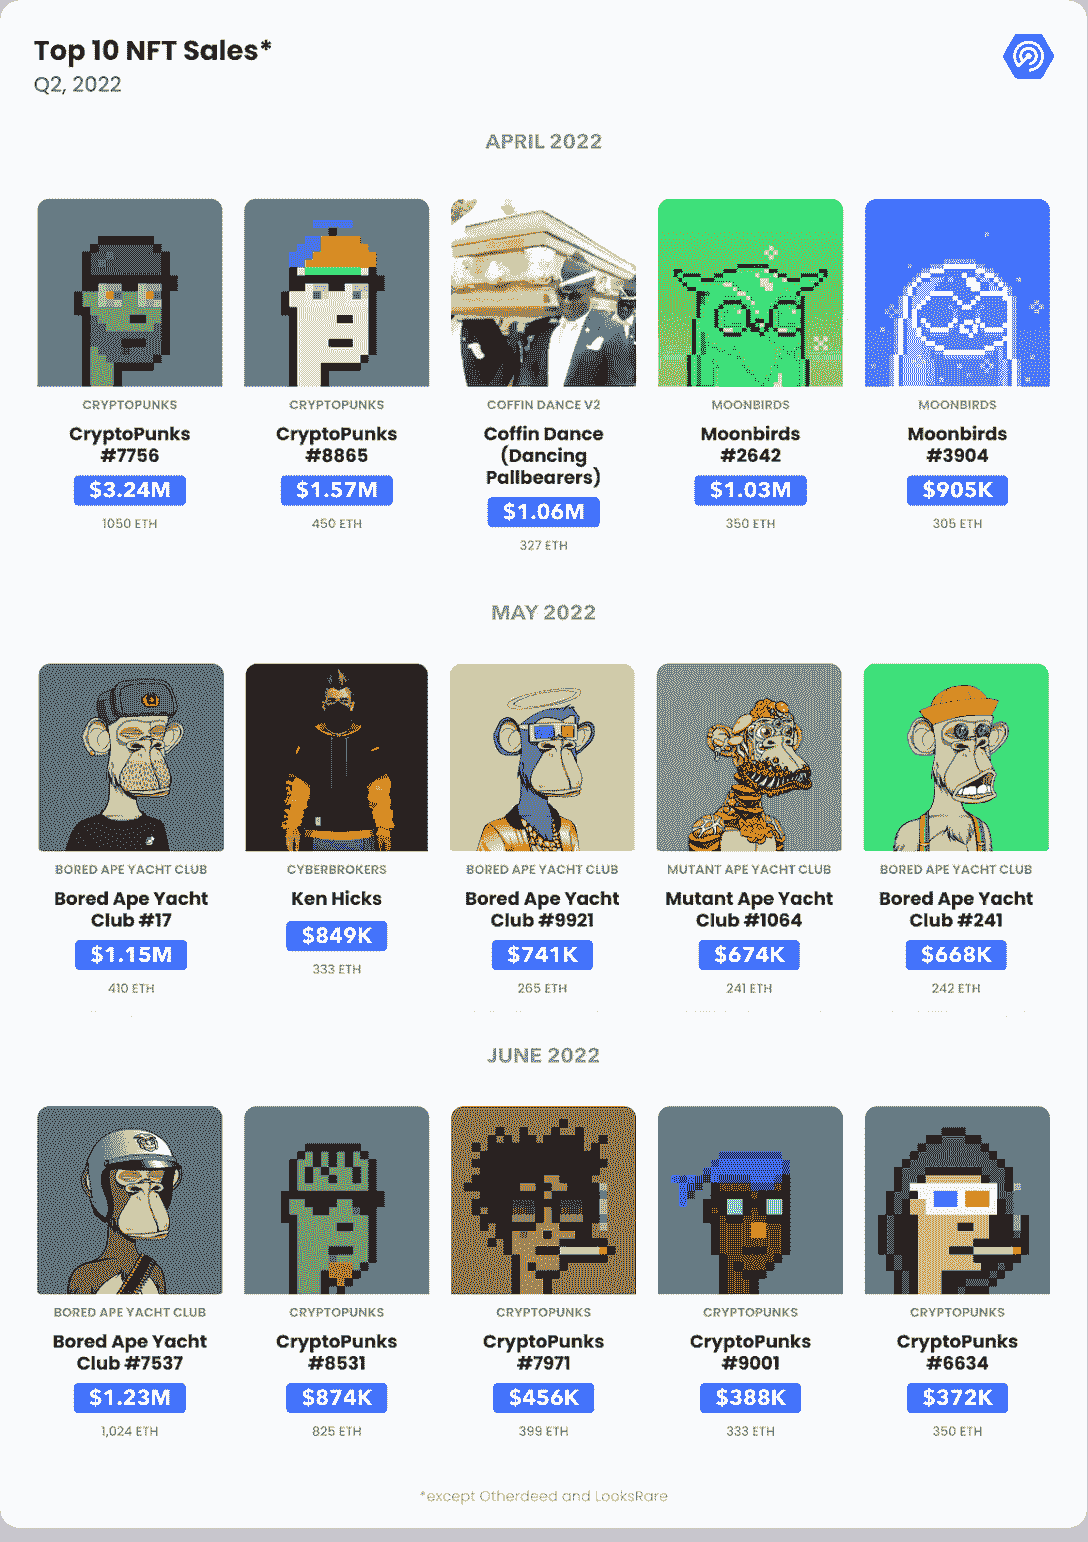 Top 10 NFT Sales*
Q2, 2022
APRIL 2022
CRYPTOPUNKS
CryptoPunks
#7756
$3.24M
1050 ETH
CRYPTOPUNKS
CryptoPunks
#8865
$1.57M
450 ETH
COFFIN DANCE V2
Coffin Dance
(Dancing
Pallbearers)
$1.06M
327 ETH
MOONBIRDS
Moonbirds
#2642
$1.03M
350 ETH
MOONBIRDS
Moonbirds
#3904
$905K
305 ETH
MAY 2022
BORED APE YACHT CLUB
Bored Ape Yacht
Club #17
$1.15M
410 ETH
CYBERBROKERS
Ken Hicks
$849K
333 ETH
BORED APE YACHT CLUB
Bored Ape Yacht
Club #9921
$741K
265 ETH
MUTANT APE YACHT CLUB
Mutant Ape Yacht
Club #1064
$674K
241 ETH
BORED APE YACHT CLUB
Bored Ape Yacht
Club #241
$668K
242 ETH
JUNE 2022
BORED APE YACHT CLUB
Bored Ape Yacht
Club #7537
$1.23M
1,024 ETH
CRYPTOPUNKS
CryptoPunks
#8531
$874K
825 ETH
CRYPTOPUNKS
CryptoPunks
#7971
$456K
399 ETH
CRYPTOPUNKS
CryptoPunks
#9001
$388K
333 ETH
CRYPTOPUNKS
CryptoPunks
#6634
$372K
350 ETH
*except Otherdeed and LooksRare